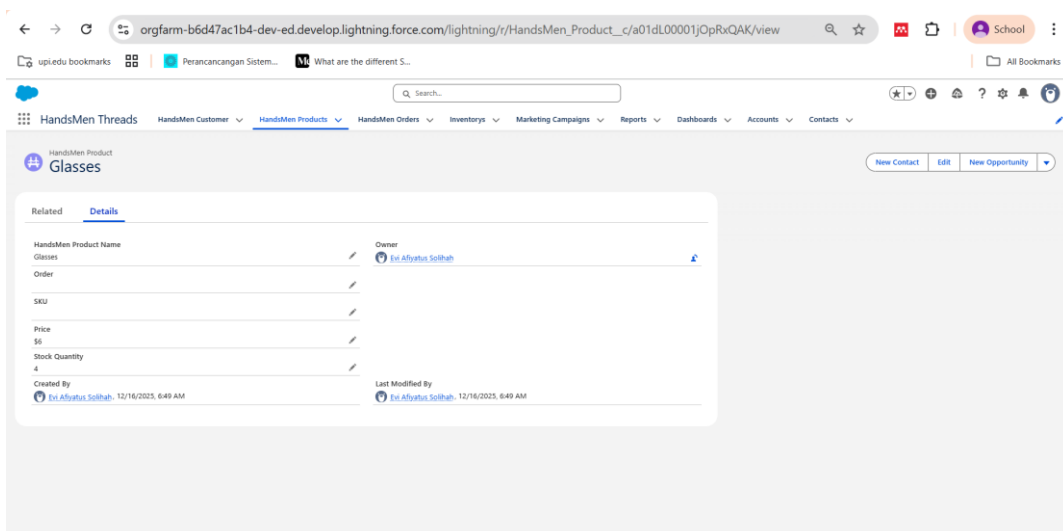 orgfarm-b6d47ac1b4-dev-ed.develop.lightning.force.com/lightning/r/HandsMen_Product__c/a01dL00001jOpRxQAK/view School
upi.edu bookmarks Perancancangan Sistem... What are the different S... All Bookmarks
Search...
HandsMen Threads HandsMen Customer HandsMen Products HandsMen Orders Inventorys Marketing Campaigns Reports Dashboards Accounts Contacts
HandsMen Product
Glasses
New Contact Edit New Opportunity
Related Details
HandsMen Product Name Owner
Glesses Evi Afiyatus Solihah
Order
SKU
Price
$6
Stock Quantity
4
Created By Last Modified By
Evi Afiyatus Solihah, 12/16/2025, 6:49 AM Evi Afiyatus Solihah, 12/16/2025, 6:49 AM